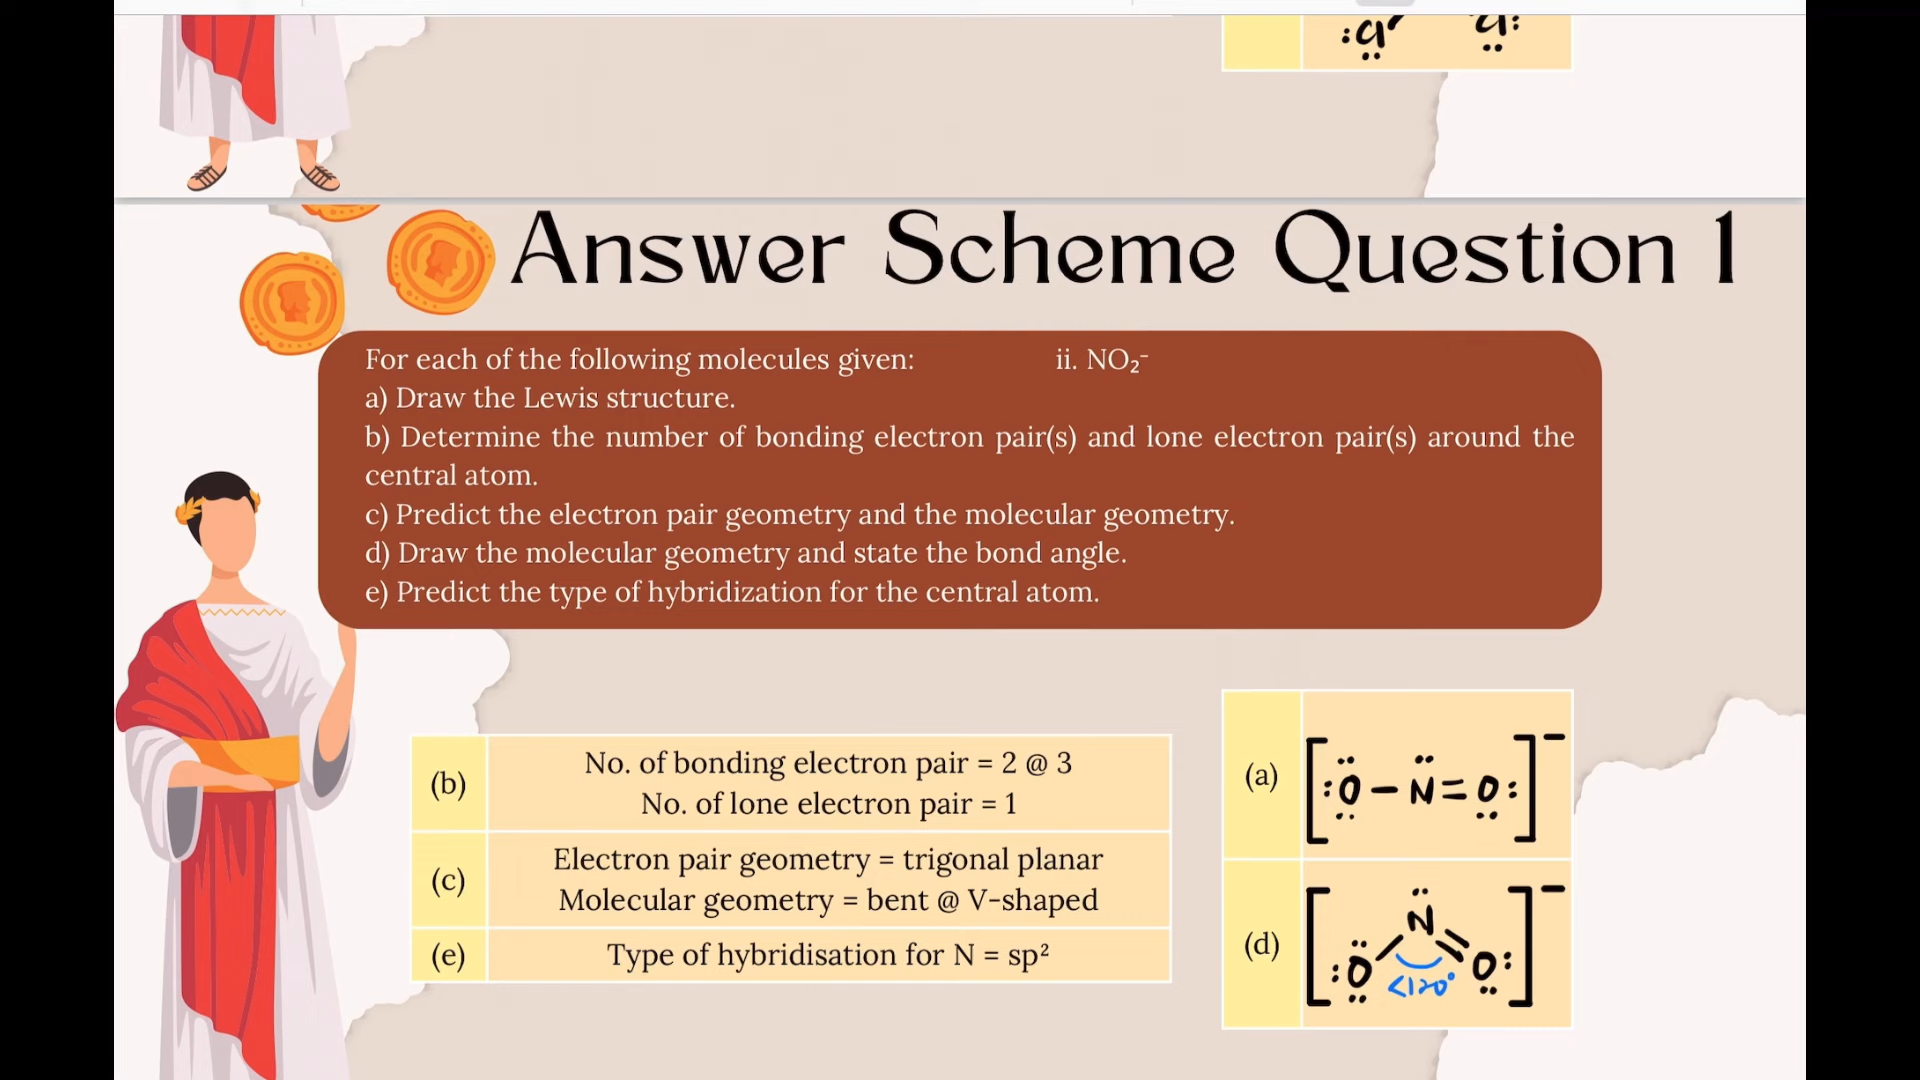 :Cl Cl:
Answer Scheme Question 1
For each of the following molecules given: ii. NO₂⁻
a) Draw the Lewis structure.
b) Determine the number of bonding electron pair(s) and lone electron pair(s) around the
central atom.
c) Predict the electron pair geometry and the molecular geometry.
d) Draw the molecular geometry and state the bond angle.
e) Predict the type of hybridization for the central atom.
(b) No. of bonding electron pair = 2 @ 3
No. of lone electron pair = 1
(c) Electron pair geometry = trigonal planar
Molecular geometry = bent @ V-shaped
(e) Type of hybridisation for N = sp²
(a) [:O – N = O:]⁻
(d) [ N ]⁻
:O O:
<120°